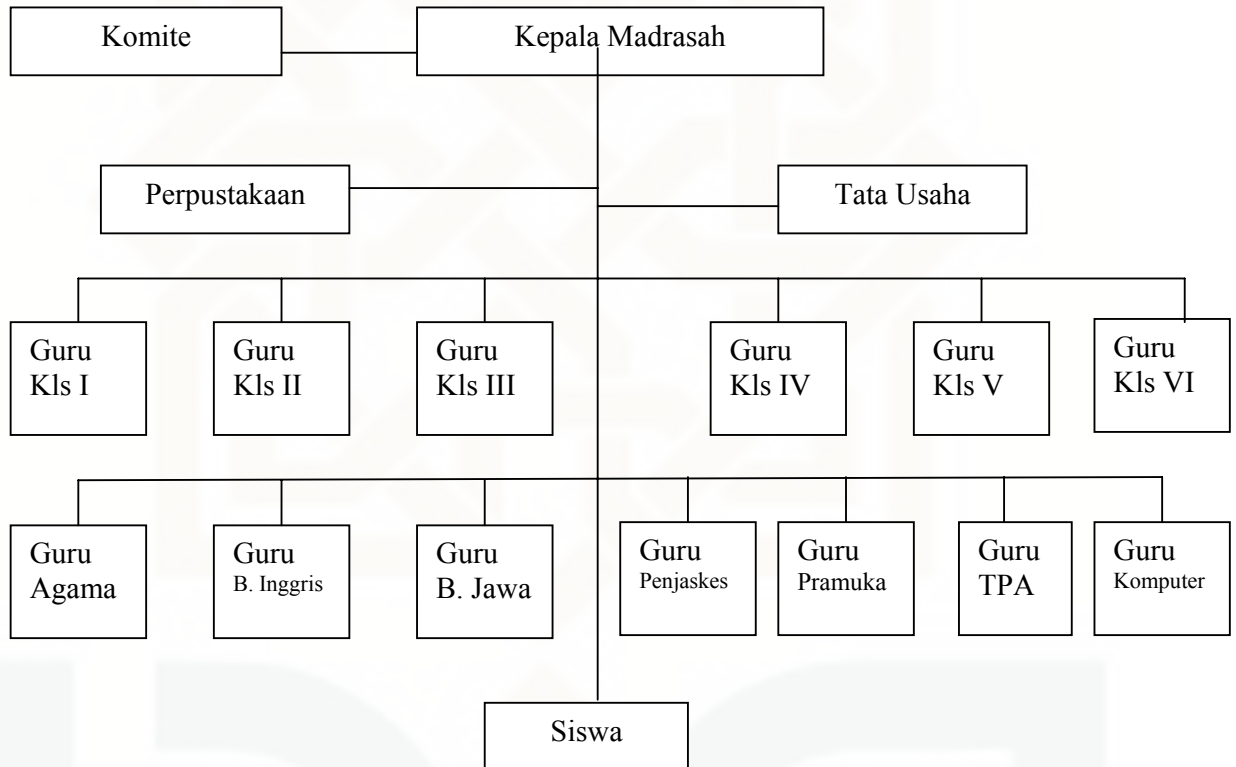 Komite
Kepala Madrasah
Perpustakaan
Tata Usaha
Guru
Kls I
Guru
Kls II
Guru
Kls III
Guru
Kls IV
Guru
Kls V
Guru
Kls VI
Guru
Agama
Guru
B. Inggris
Guru
B. Jawa
Guru
Penjaskes
Guru
Pramuka
Guru
TPA
Guru
Komputer
Siswa